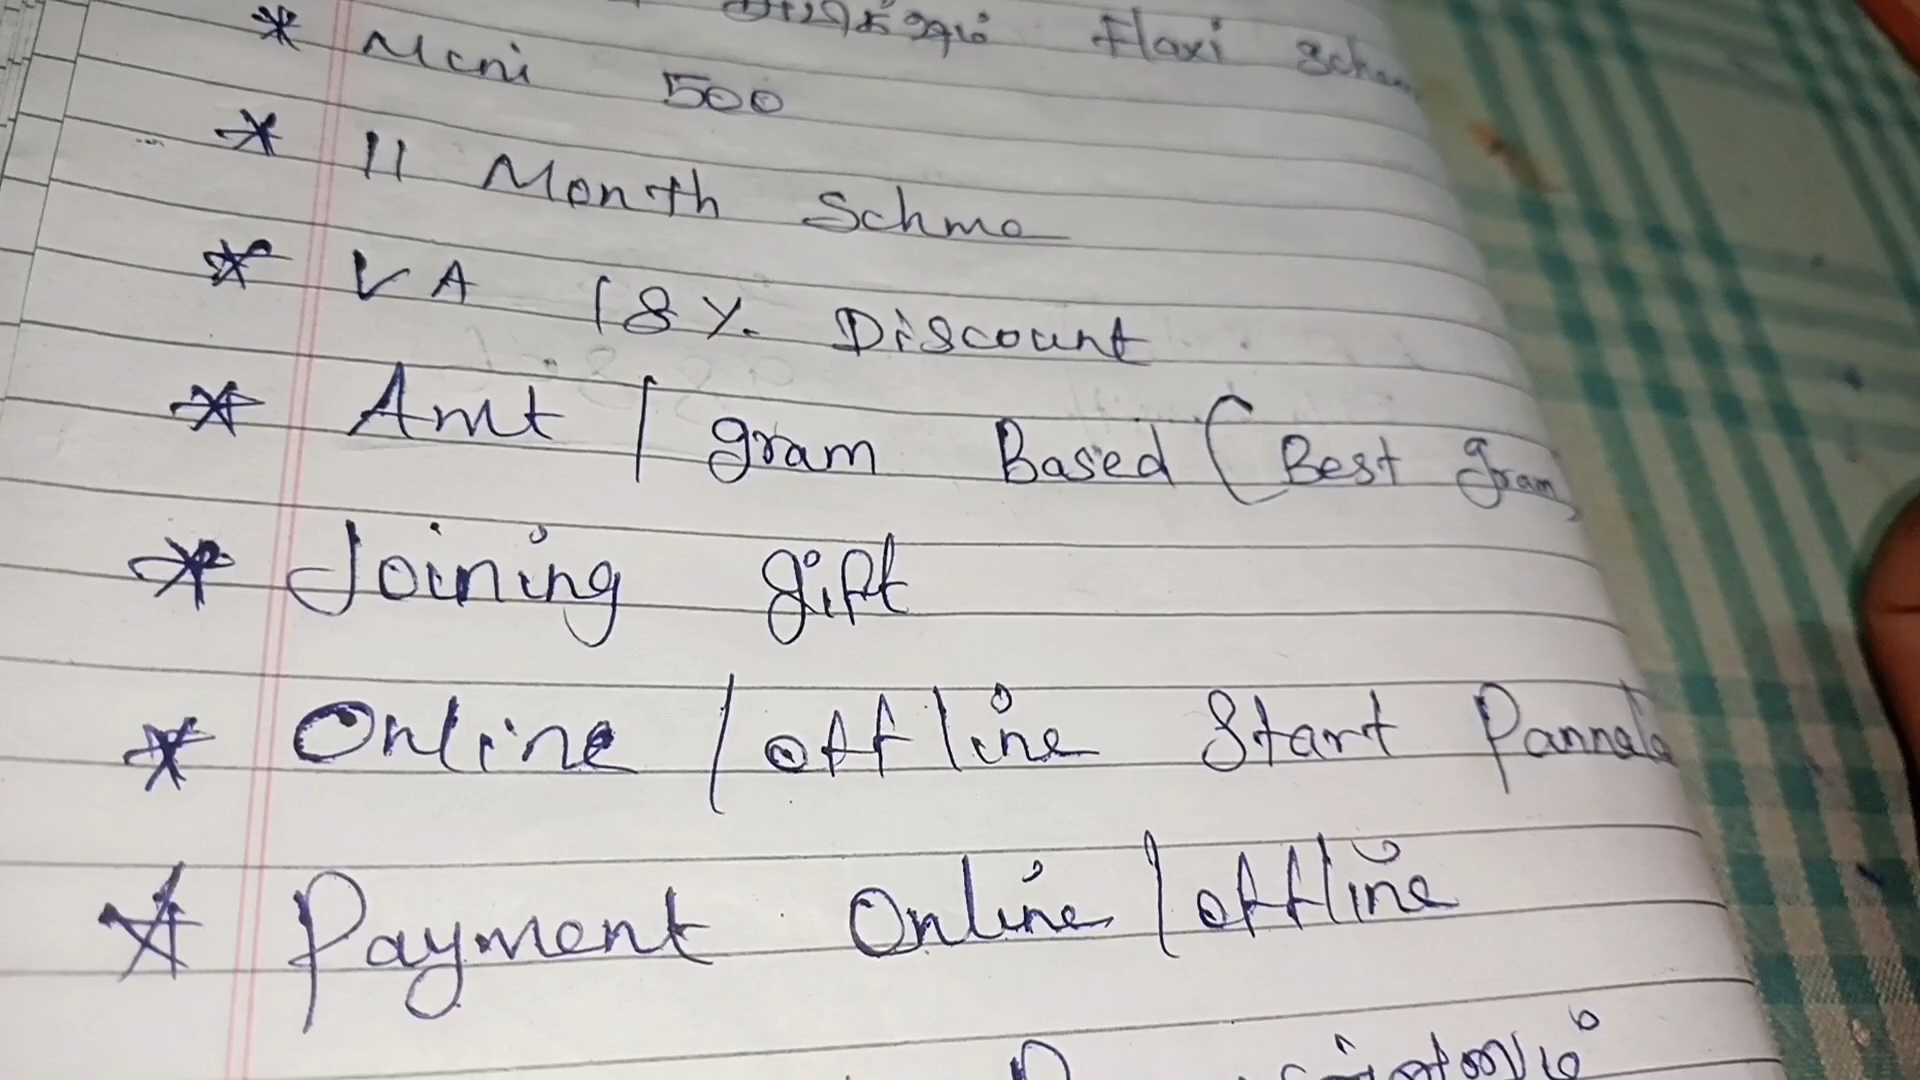 Flaxi
* Mini 500
* 11 Month Schme
* VA 18% Discount
* Amt / gram Based (Best gram)
* Joining gift
* Online / offline Start Pannala
* Payment Online / offline